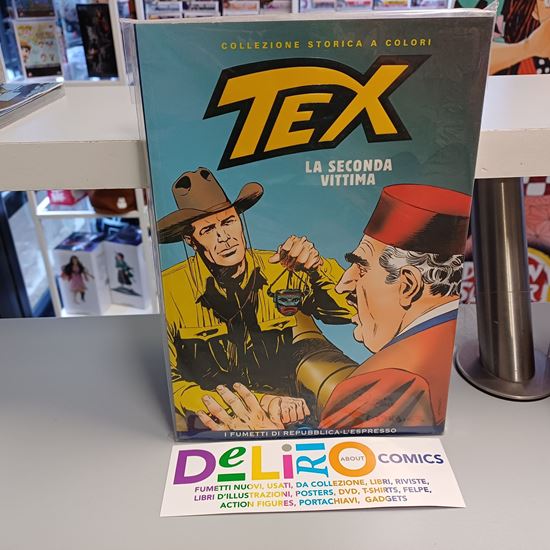 COLLEZIONE STORICA A COLORI
TEX
LA SECONDA
VITTIMA
I FUMETTI DI REPUBBLICA-L'ESPRESSO
DeLiRiO ABOUT COMICS
FUMETTI NUOVI, USATI, DA COLLEZIONE, LIBRI, RIVISTE,
LIBRI D'ILLUSTRAZIONI, POSTERS, DVD, T-SHIRTS, FELPE,
ACTION FIGURES, PORTACHIAVI, GADGETS